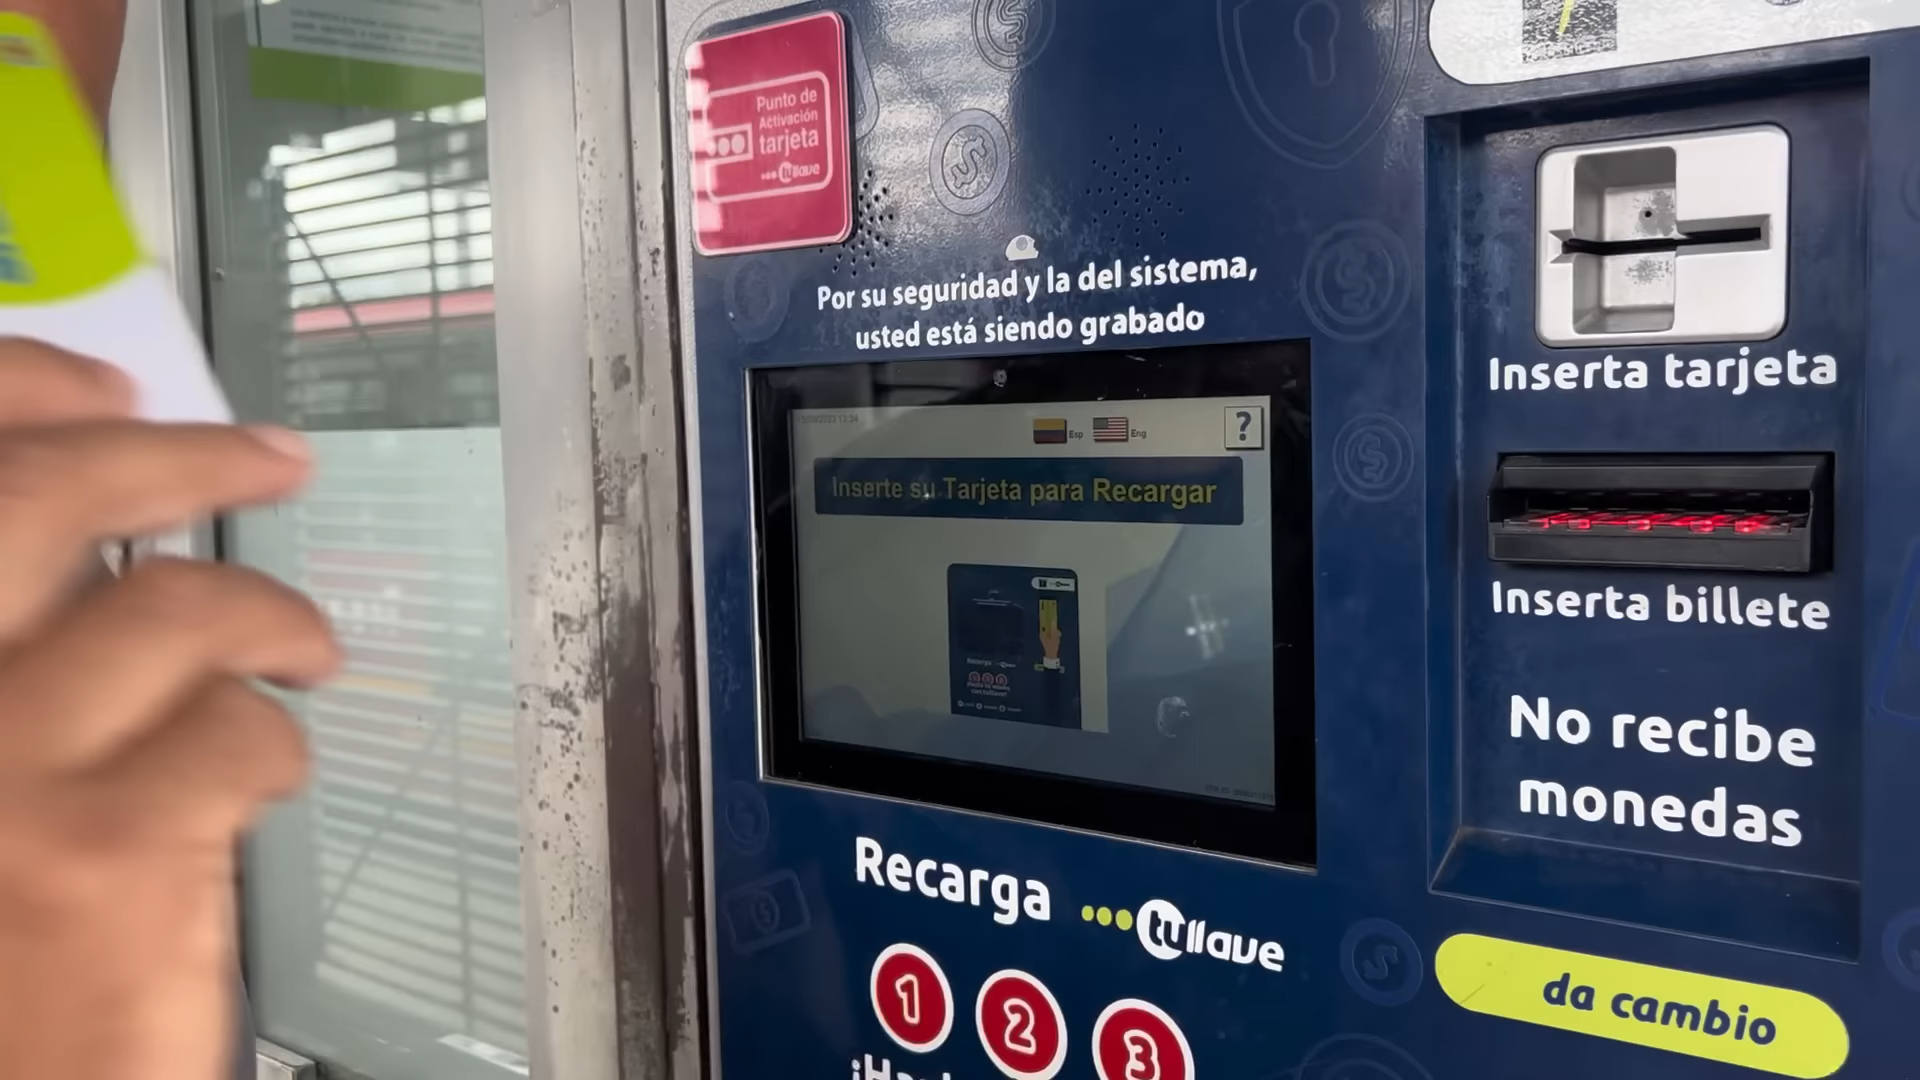 Punto de
Activación
tarjeta
tullave
Por su seguridad y la del sistema,
usted está siendo grabado
Esp
Eng
?
Inserte su Tarjeta para Recargar
Recarga
Recarga tullave
1 2 3
Inserta tarjeta
Inserta billete
No recibe
monedas
da cambio